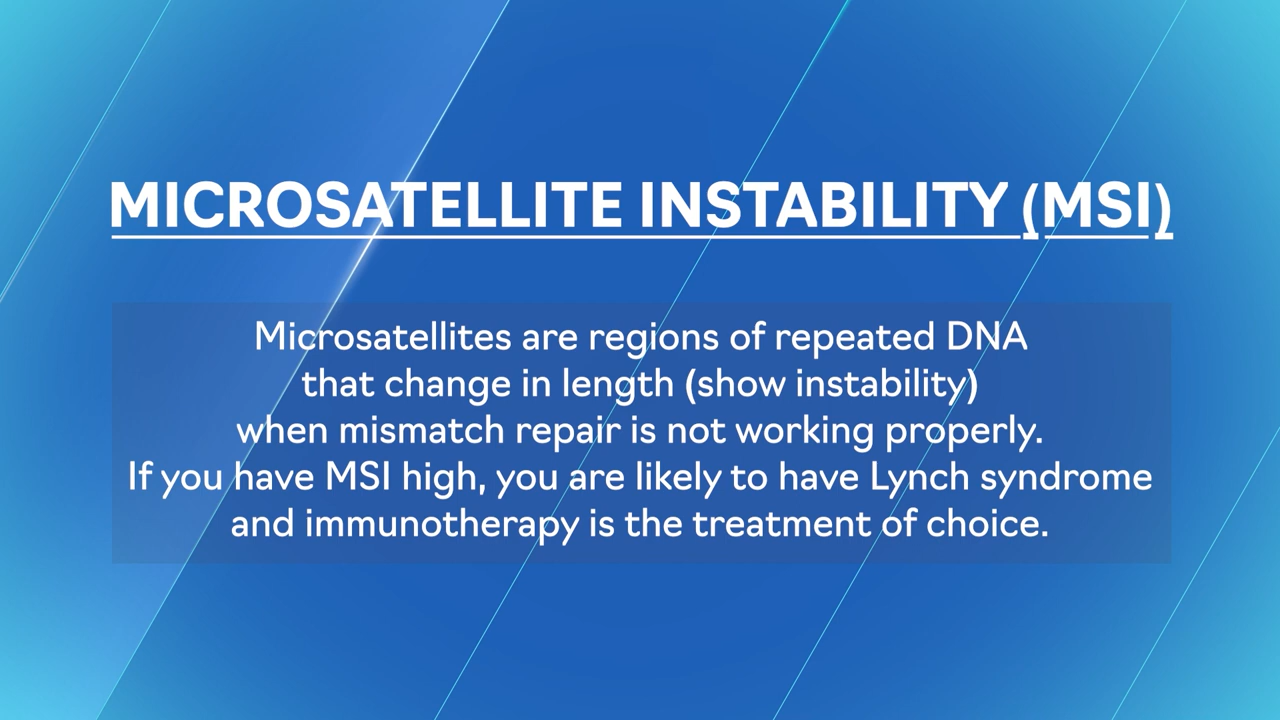 MICROSATELLITE INSTABILITY (MSI)
Microsatellites are regions of repeated DNA
that change in length (show instability)
when mismatch repair is not working properly.
If you have MSI high, you are likely to have Lynch syndrome
and immunotherapy is the treatment of choice.